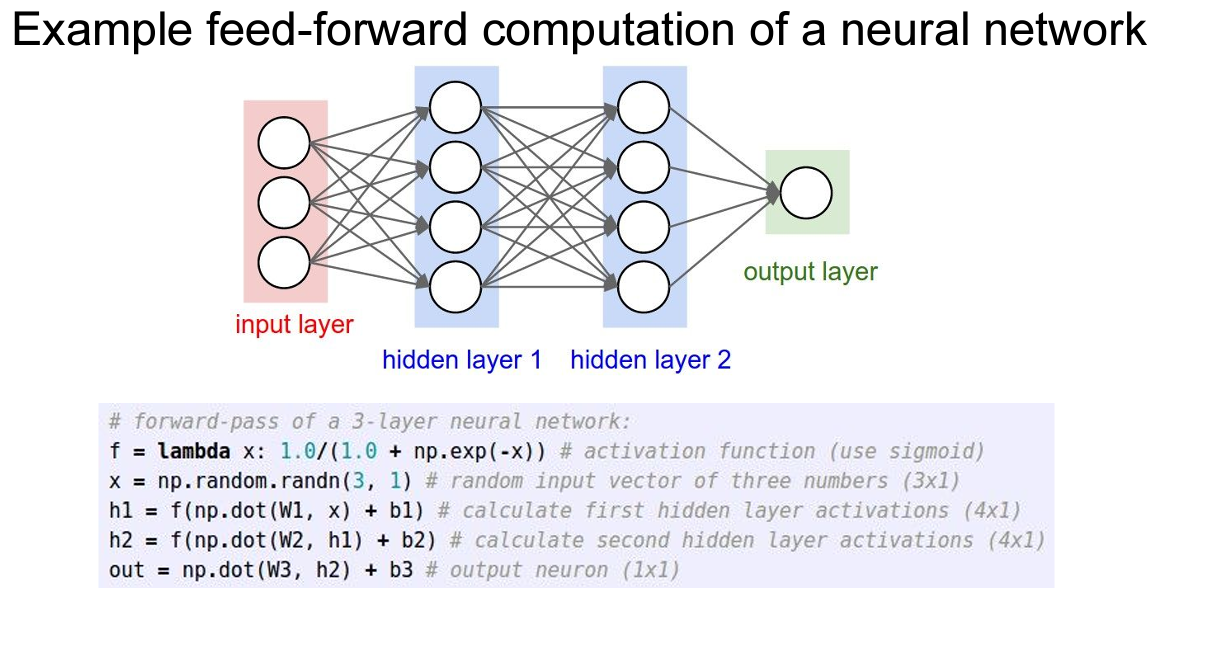 Example feed-forward computation of a neural network
input layer
hidden layer 1
hidden layer 2
output layer
# forward-pass of a 3-layer neural network:
f = lambda x: 1.0/(1.0 + np.exp(-x)) # activation function (use sigmoid)
x = np.random.randn(3, 1) # random input vector of three numbers (3x1)
h1 = f(np.dot(W1, x) + b1) # calculate first hidden layer activations (4x1)
h2 = f(np.dot(W2, h1) + b2) # calculate second hidden layer activations (4x1)
out = np.dot(W3, h2) + b3 # output neuron (1x1)